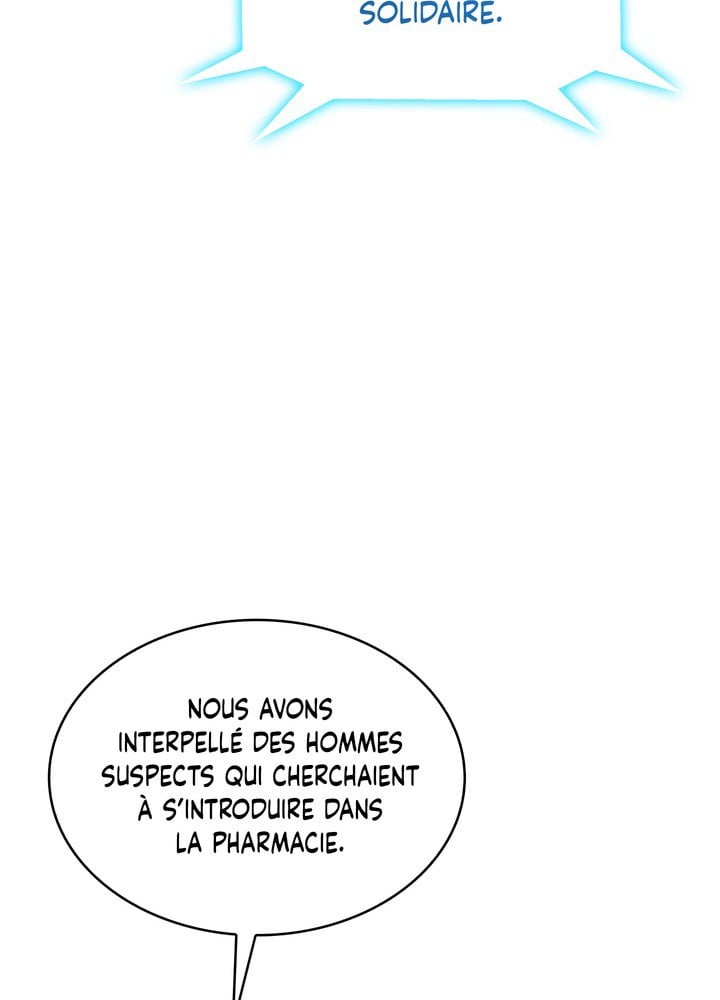 SOLIDAIRE.
NOUS AVONS
INTERPELLÉ DES HOMMES
SUSPECTS QUI CHERCHAIENT
À S'INTRODUIRE DANS
LA PHARMACIE.